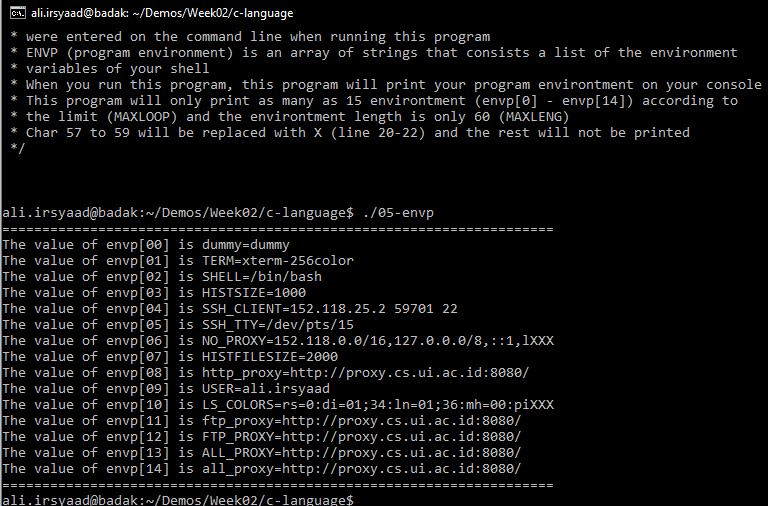 ali.irsyaad@badak: ~/Demos/Week02/c-language
* were entered on the command line when running this program
* ENVP (program environment) is an array of strings that consists a list of the environment
* variables of your shell
* When you run this program, this program will print your program environtment on your console
* This program will only print as many as 15 environtment (envp[0] - envp[14]) according to
* the limit (MAXLOOP) and the environtment length is only 60 (MAXLENG)
* Char 57 to 59 will be replaced with X (line 20-22) and the rest will not be printed
*/
ali.irsyaad@badak:~/Demos/Week02/c-language$ ./05-envp
=====================================================================
The value of envp[00] is dummy=dummy
The value of envp[01] is TERM=xterm-256color
The value of envp[02] is SHELL=/bin/bash
The value of envp[03] is HISTSIZE=1000
The value of envp[04] is SSH_CLIENT=152.118.25.2 59701 22
The value of envp[05] is SSH_TTY=/dev/pts/15
The value of envp[06] is NO_PROXY=152.118.0.0/16,127.0.0.0/8,::1,lXXX
The value of envp[07] is HISTFILESIZE=2000
The value of envp[08] is http_proxy=http://proxy.cs.ui.ac.id:8080/
The value of envp[09] is USER=ali.irsyaad
The value of envp[10] is LS_COLORS=rs=0:di=01;34:ln=01;36:mh=00:piXXX
The value of envp[11] is ftp_proxy=http://proxy.cs.ui.ac.id:8080/
The value of envp[12] is FTP_PROXY=http://proxy.cs.ui.ac.id:8080/
The value of envp[13] is ALL_PROXY=http://proxy.cs.ui.ac.id:8080/
The value of envp[14] is all_proxy=http://proxy.cs.ui.ac.id:8080/
=====================================================================
ali.irsyaad@badak:~/Demos/Week02/c-language$